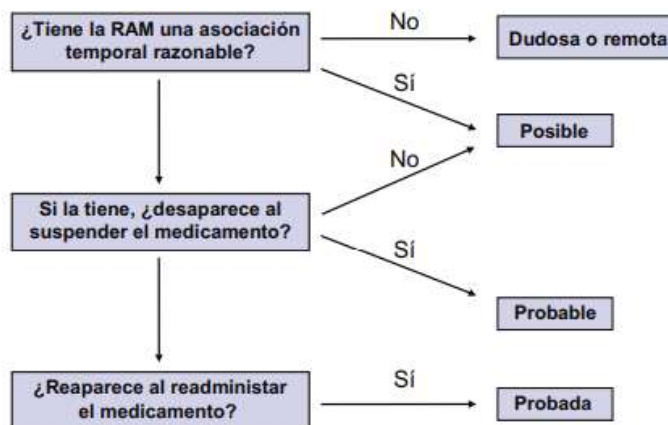 ¿Tiene la RAM una asociación
temporal razonable?
No
Dudosa o remota
Sí
Posible
No
Si la tiene, ¿desaparece al
suspender el medicamento?
Sí
Probable
¿Reaparece al readministar
el medicamento?
Sí
Probada